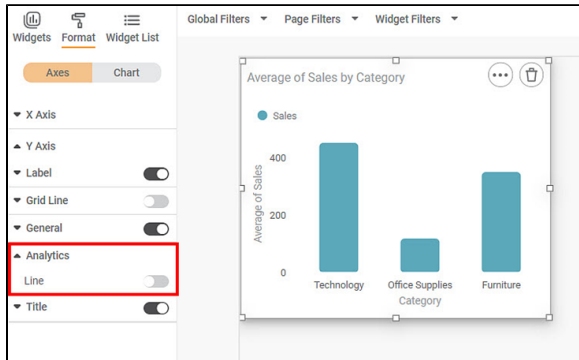 Widgets Format Widget List
Global Filters Page Filters Widget Filters
Axes Chart
X Axis
Y Axis
Label
Grid Line
General
Analytics
Line
Title
Average of Sales by Category
Sales
Average of Sales
400
200
0
Technology Office Supplies Furniture
Category